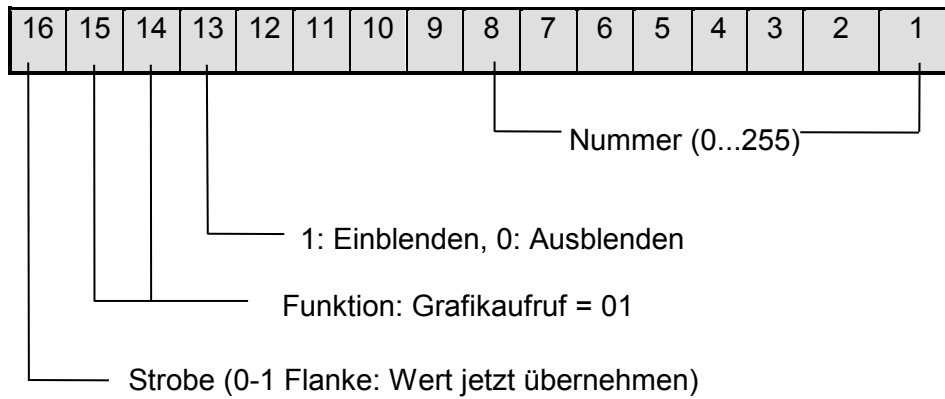 16 15 14 13 12 11 10 9 8 7 6 5 4 3 2 1
Nummer (0...255)
1: Einblenden, 0: Ausblenden
Funktion: Grafikaufruf = 01
Strobe (0-1 Flanke: Wert jetzt übernehmen)